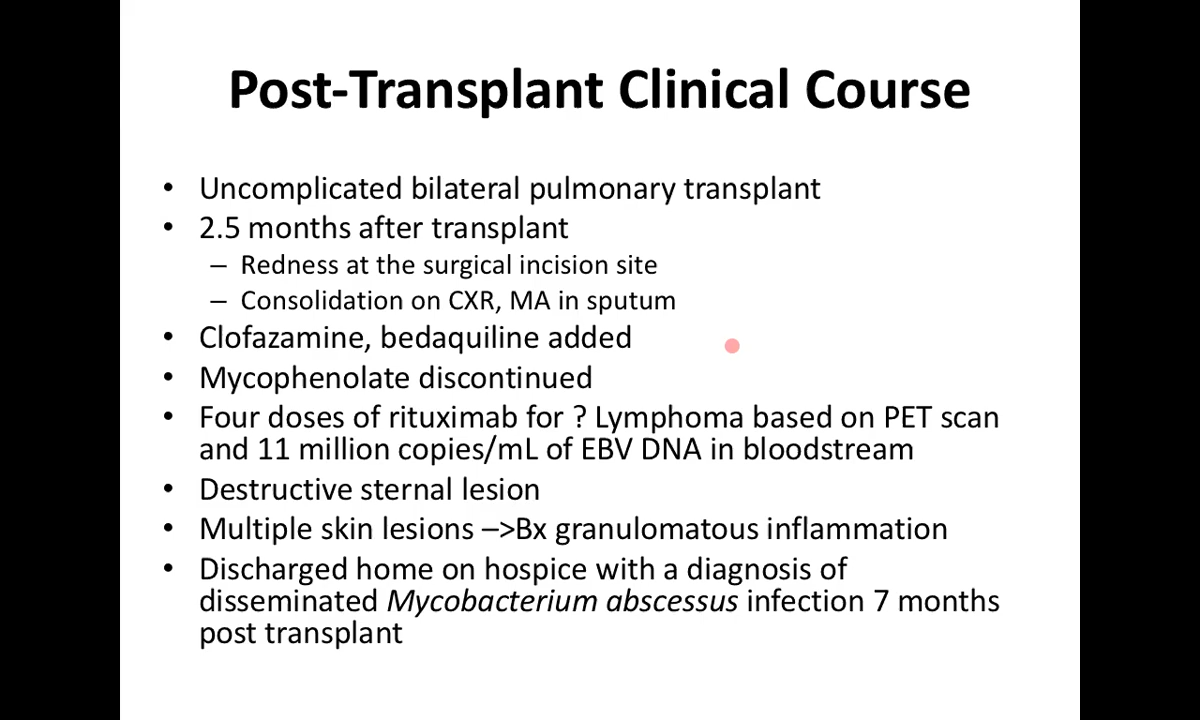 Post-Transplant Clinical Course
• Uncomplicated bilateral pulmonary transplant
• 2.5 months after transplant
– Redness at the surgical incision site
– Consolidation on CXR, MA in sputum
• Clofazamine, bedaquiline added
• Mycophenolate discontinued
• Four doses of rituximab for ? Lymphoma based on PET scan
and 11 million copies/mL of EBV DNA in bloodstream
• Destructive sternal lesion
• Multiple skin lesions –>Bx granulomatous inflammation
• Discharged home on hospice with a diagnosis of
disseminated Mycobacterium abscessus infection 7 months
post transplant